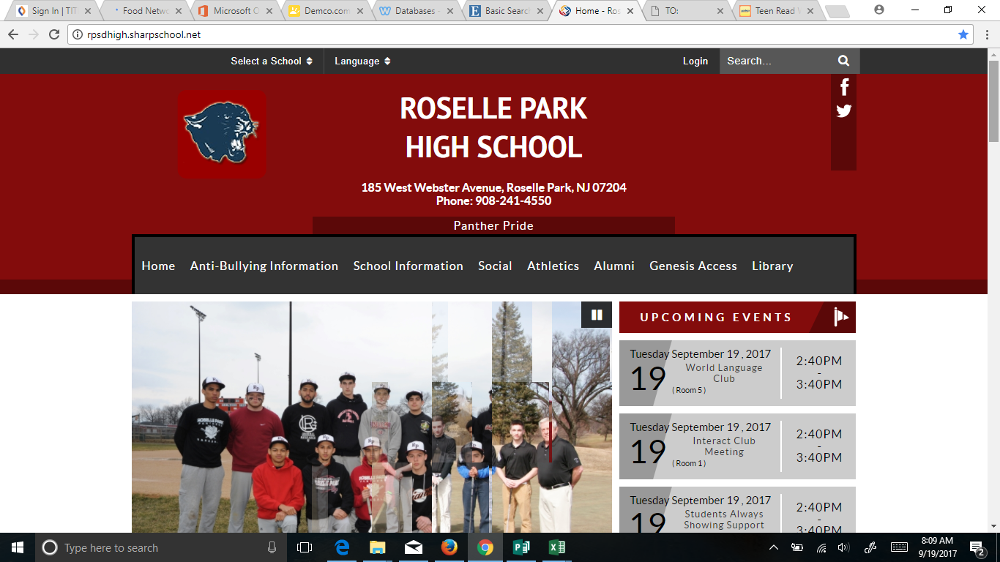 Sign In | TIT
Food Netwo
Microsoft O
Demco.com
Databases -
Basic Search
Home - Ros
TO:
Teen Read W
rpsdhigh.sharpschool.net
Select a School
Language
Login
Search...
ROSELLE PARK
HIGH SCHOOL
185 West Webster Avenue, Roselle Park, NJ 07204
Phone: 908-241-4550
Panther Pride
Home
Anti-Bullying Information
School Information
Social
Athletics
Alumni
Genesis Access
Library
UPCOMING EVENTS
Tuesday September 19 , 2017
19
World Language
Club
( Room 5 )
2:40PM
-
3:40PM
Tuesday September 19 , 2017
19
Interact Club
Meeting
( Room 1 )
2:40PM
-
3:40PM
Tuesday September 19 , 2017
19
Students Always
Showing Support
2:40PM
-
3:40PM
ROSELLE PARK
Type here to search
8:09 AM
9/19/2017
2